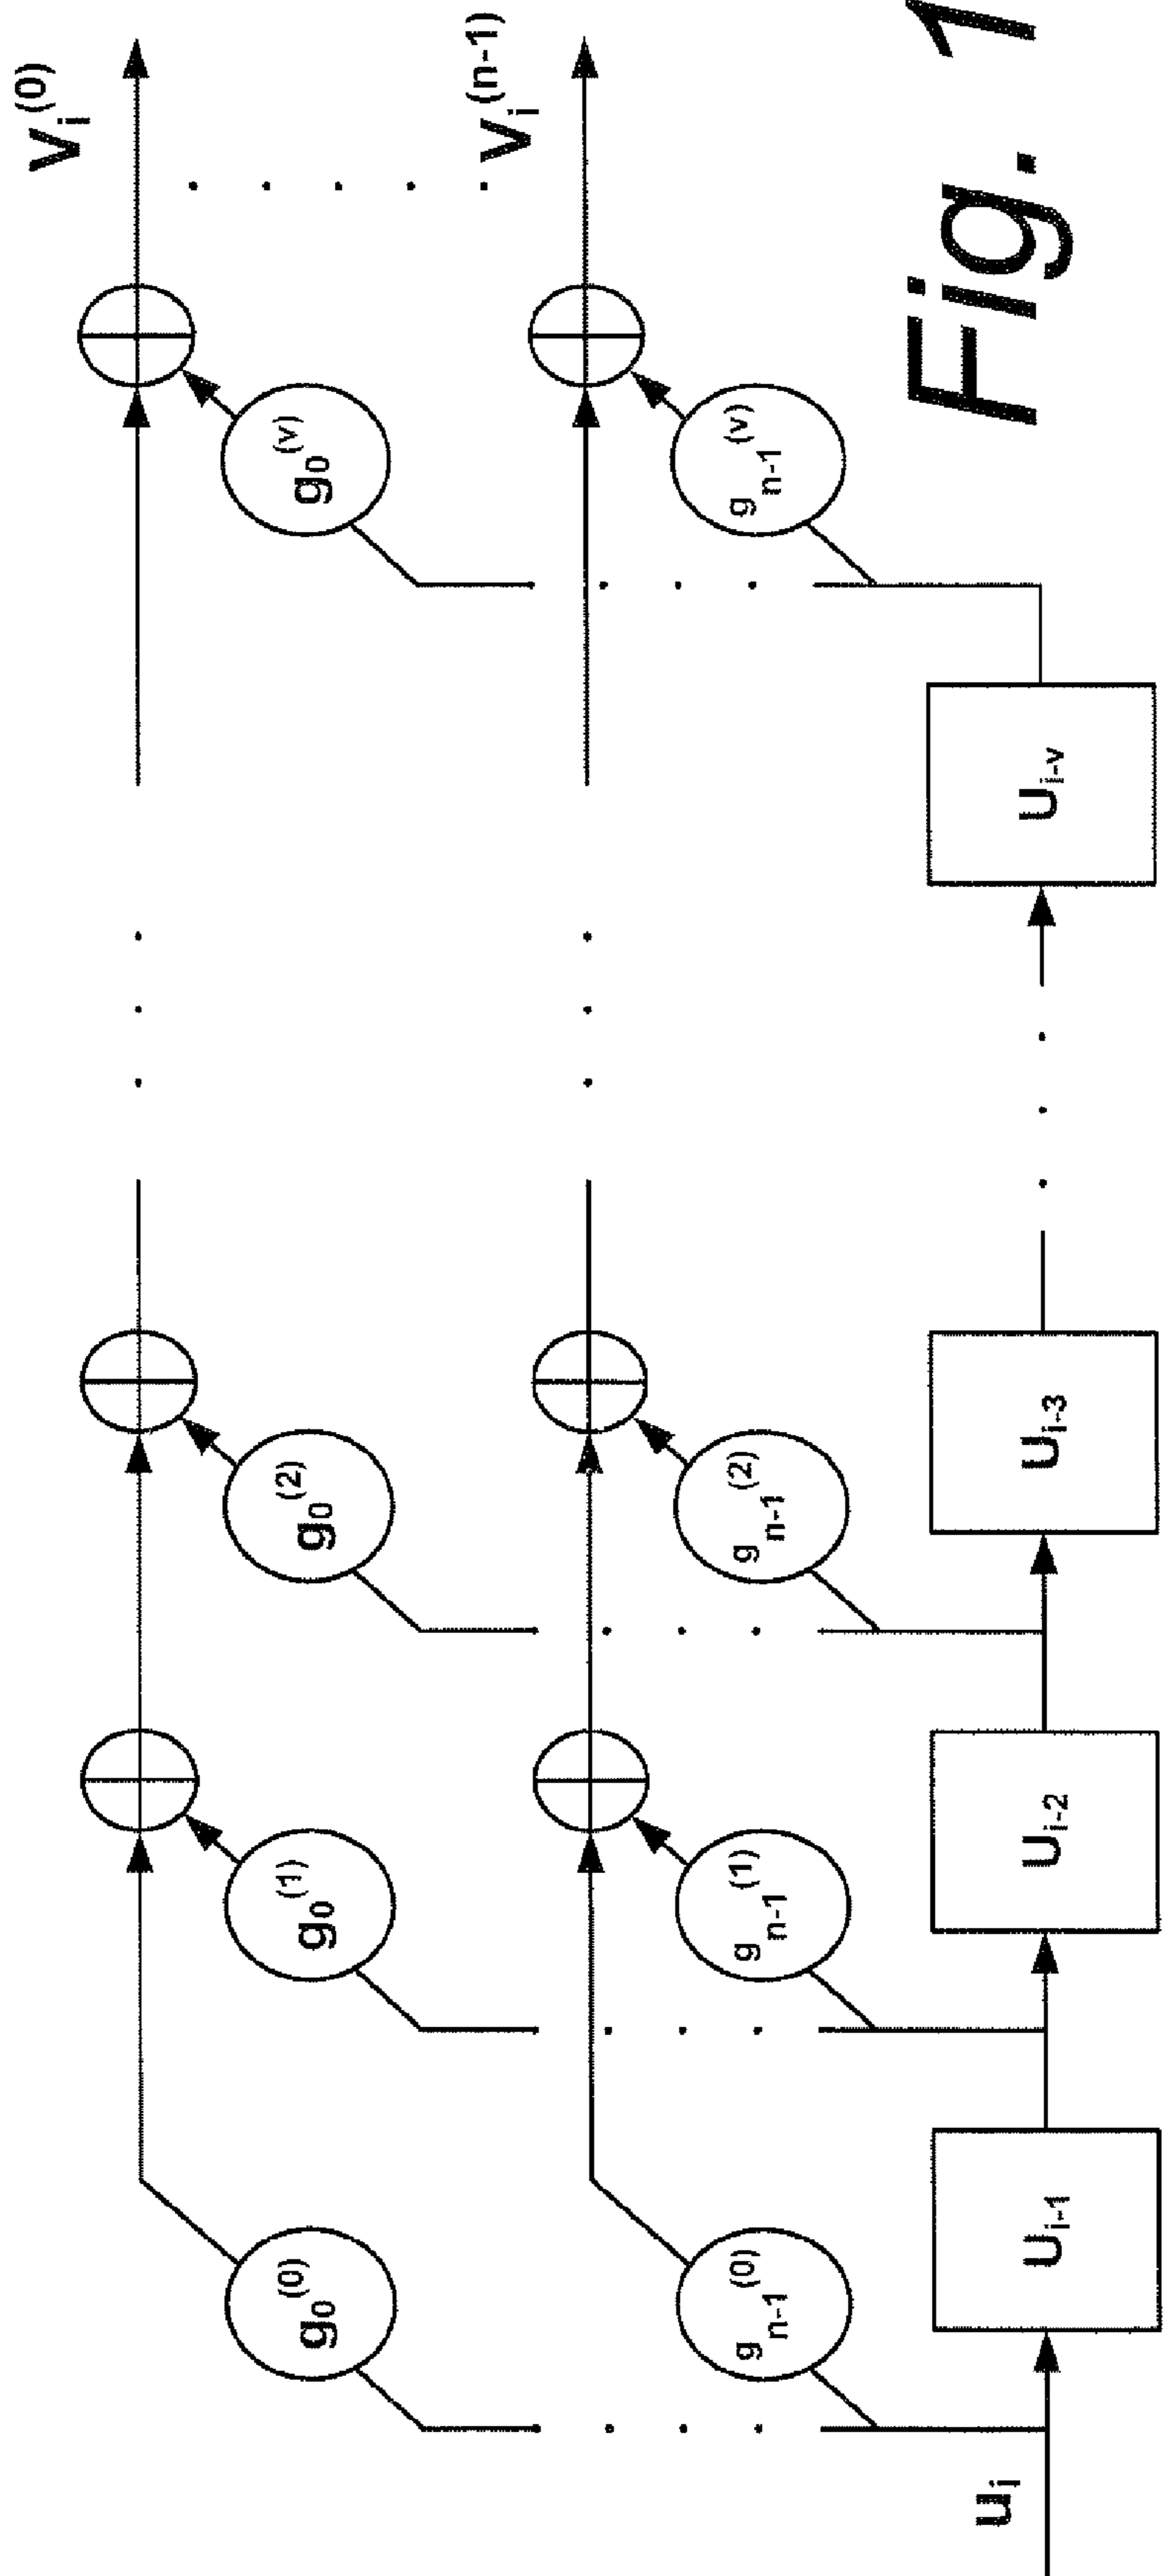 v_i^(0)
g_0^(0) g_0^(1) g_0^(2) g_0^(v)
v_i^(n-1)
g_n-1^(0) g_n-1^(1) g_n-1^(2) g_n-1^(v)
u_i
u_i-1 u_i-2 u_i-3 u_i-v
Fig. 1